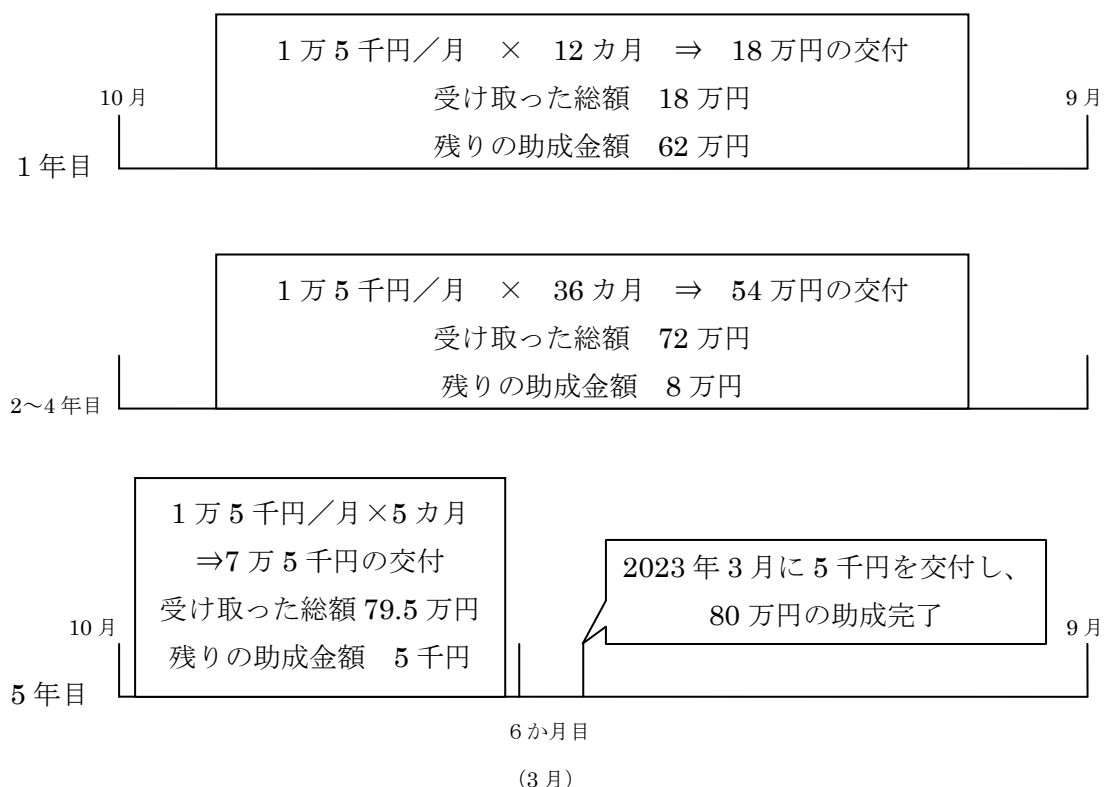 1万5千円／月　×　12カ月　⇒　18万円の交付
受け取った総額　18万円
残りの助成金額　62万円
10月
9月
1年目
1万5千円／月　×　36カ月　⇒　54万円の交付
受け取った総額　72万円
残りの助成金額　8万円
2～4年目
1万5千円／月×5カ月
⇒7万5千円の交付
受け取った総額79.5万円
残りの助成金額　5千円
2023年3月に5千円を交付し、
80万円の助成完了
10月
9月
5年目
６か月目
（3月）